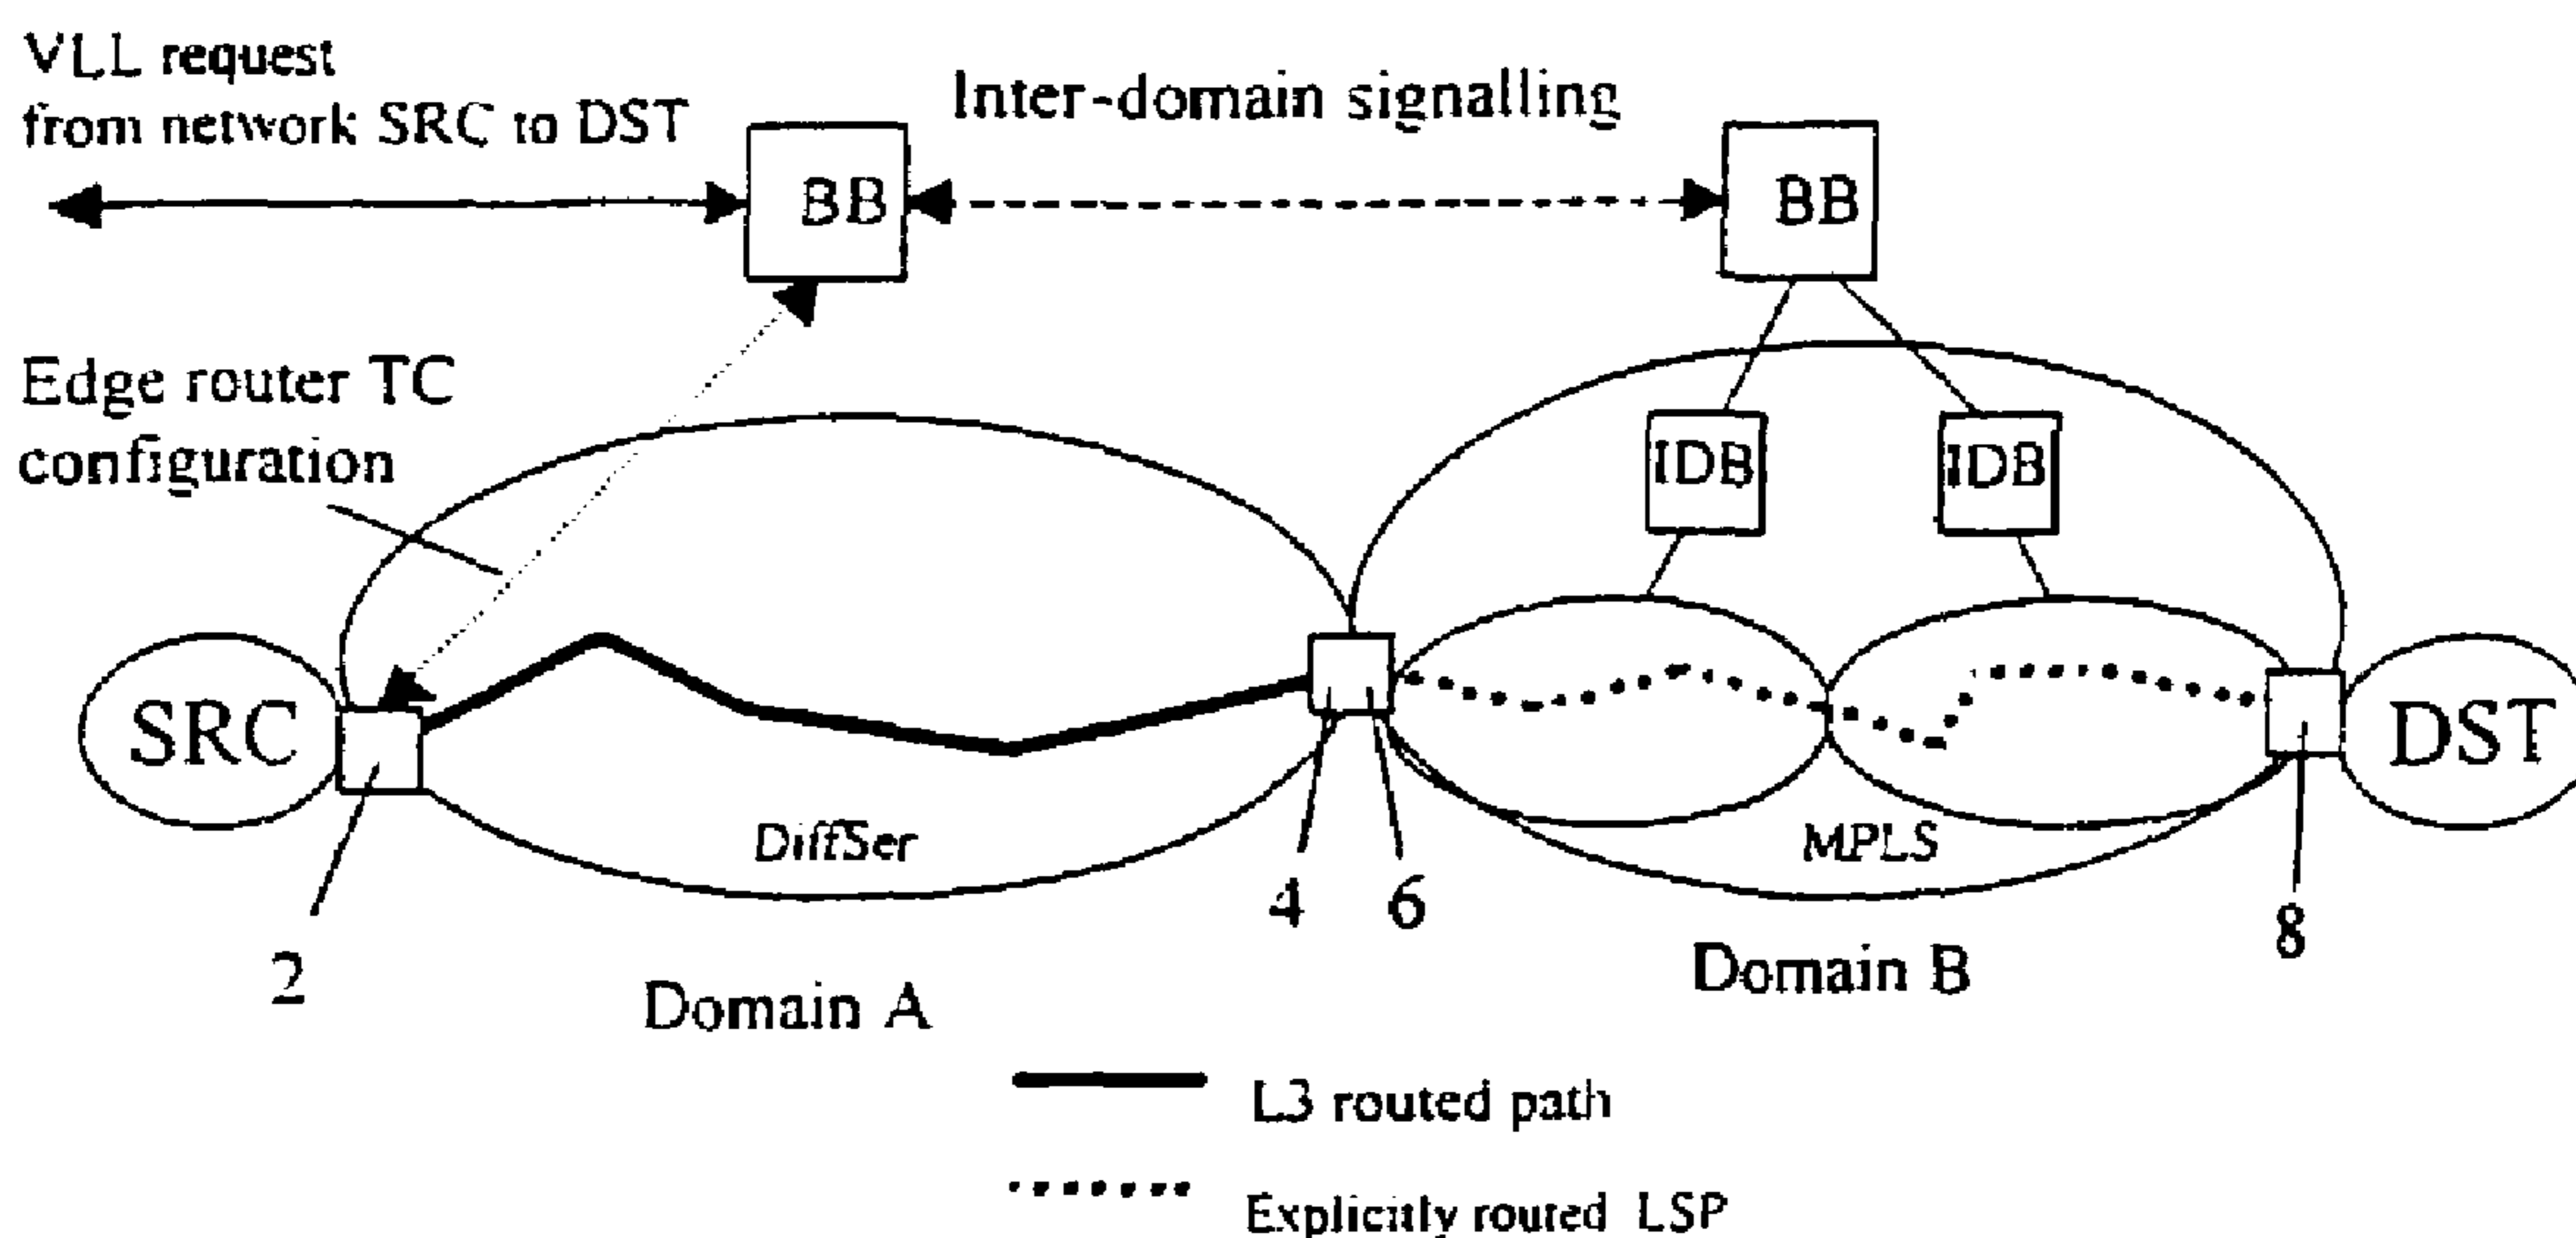 VLL request
from network SRC to DST
Inter-domain signalling
BB
BB
Edge router TC
configuration
IDB
IDB
SRC
DST
DiffSer
MPLS
4
6
8
2
Domain A
Domain B
L3 routed path
Explicitly routed LSP